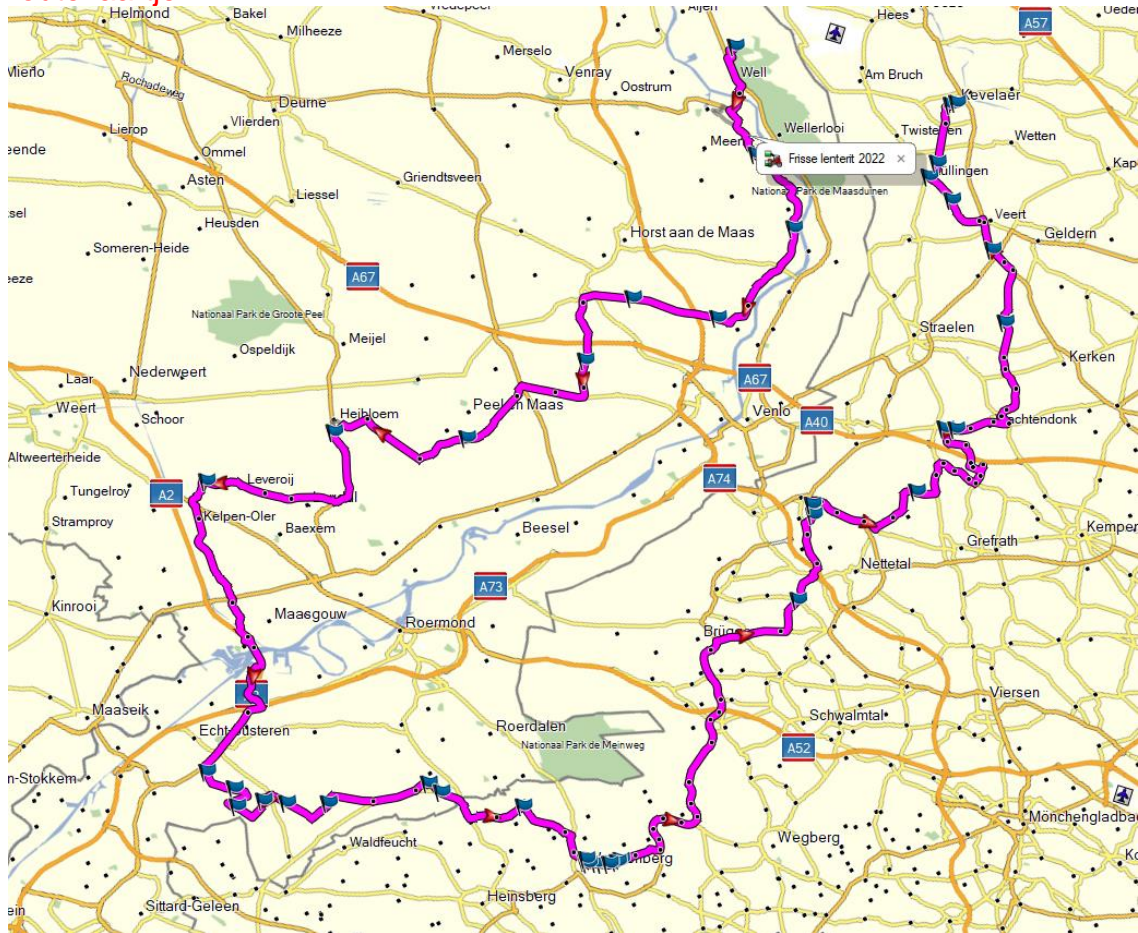 Helmond
Bakel
Milheeze
Merselo
Venray
Oostrum
Well
Hees
A57
Am Bruch
Kevelaer
Mierlo
Rochadeweg
Deurne
Vlierden
Lierop
Ommel
Asten
Liessel
Griendtsveen
Wellerlooi
Twisteden
Wetten
Frisse lenterit 2022
Nationaal Park de Maasduinen
Heusden
Someren-Heide
Horst aan de Maas
Veert
Geldern
A67
Nationaal Park de Groote Peel
Ospeldijk
Meijel
Straelen
Kerken
Nederweert
Laar
Weert
Schoor
Heibloem
Peel en Maas
A67
Venlo
A40
Altweerterheide
Leveroij
A2
A74
Tungelroy
Kelpen-Oler
Baexem
Stramproy
Beesel
Grefrath
Kempen
Nettetal
A73
Kinrooi
Maasgouw
Roermond
Maaseik
Viersen
Roerdalen
Schwalmtal
Nationaal Park de Meinweg
A52
Mönchengladba
Waldfeucht
Wegberg
Heinsberg
Sittard-Geleen